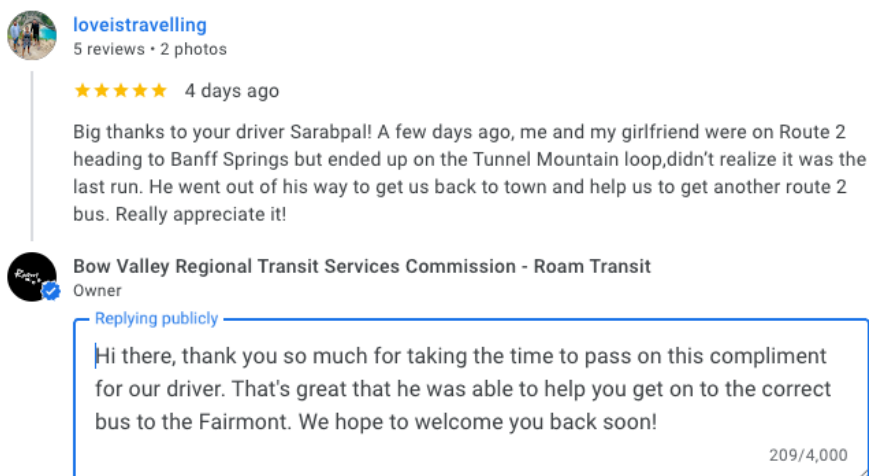 loveistravelling
5 reviews • 2 photos
4 days ago
Big thanks to your driver Sarabpal! A few days ago, me and my girlfriend were on Route 2
heading to Banff Springs but ended up on the Tunnel Mountain loop,didn't realize it was the
last run. He went out of his way to get us back to town and help us to get another route 2
bus. Really appreciate it!
Bow Valley Regional Transit Services Commission - Roam Transit
Owner
Replying publicly
Hi there, thank you so much for taking the time to pass on this compliment
for our driver. That's great that he was able to help you get on to the correct
bus to the Fairmont. We hope to welcome you back soon!
209/4,000